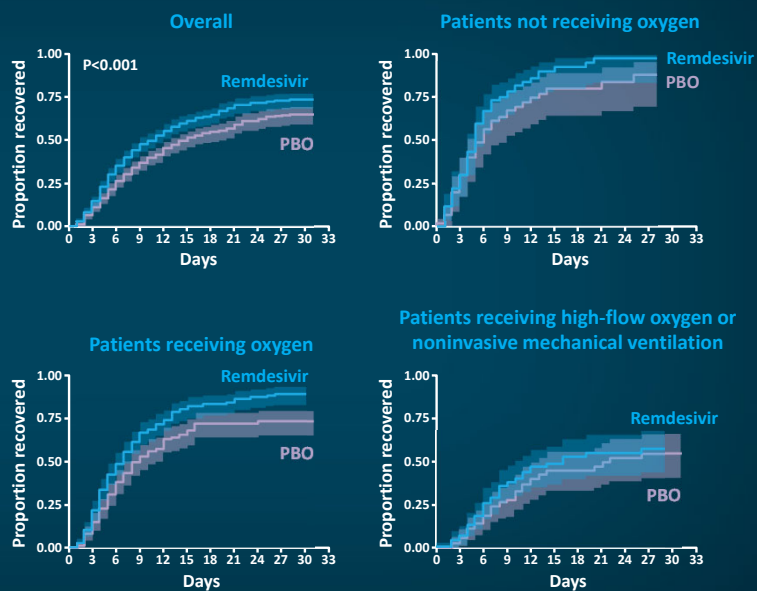 Overall
Proportion recovered
1.00
0.75
0.50
0.25
0.00
P<0.001
Remdesivir
PBO
0 3 6 9 12 15 18 21 24 27 30 33
Days
Patients not receiving oxygen
Proportion recovered
1.00
0.75
0.50
0.25
0.00
Remdesivir
PBO
0 3 6 9 12 15 18 21 24 27 30 33
Days
Patients receiving oxygen
Proportion recovered
1.00
0.75
0.50
0.25
0.00
Remdesivir
PBO
0 3 6 9 12 15 18 21 24 27 30 33
Days
Patients receiving high-flow oxygen or
noninvasive mechanical ventilation
Proportion recovered
1.00
0.75
0.50
0.25
0.00
Remdesivir
PBO
0 3 6 9 12 15 18 21 24 27 30 33
Days